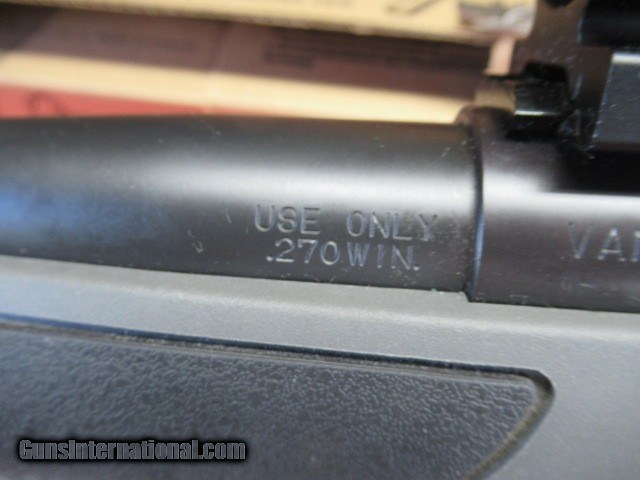 USE ONLY
.270 WIN.
VAN
GunsInternational.com